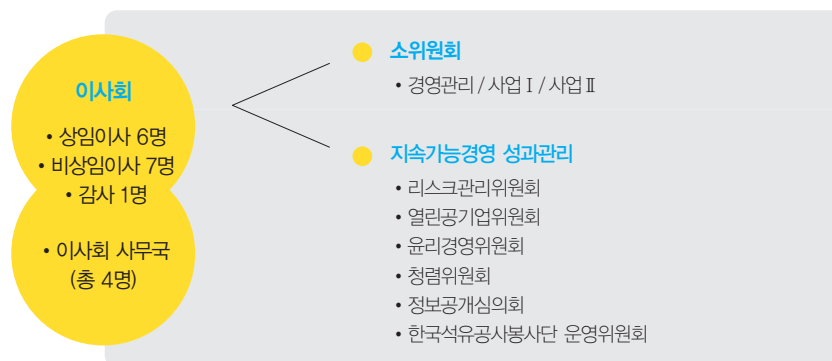 이사회
• 상임이사 6명
• 비상임이사 7명
• 감사 1명
• 이사회 사무국
(총 4명)
소위원회
• 경영관리 / 사업 Ⅰ / 사업 Ⅱ
지속가능경영 성과관리
• 리스크관리위원회
• 열린공기업위원회
• 윤리경영위원회
• 청렴위원회
• 정보공개심의회
• 한국석유공사봉사단 운영위원회